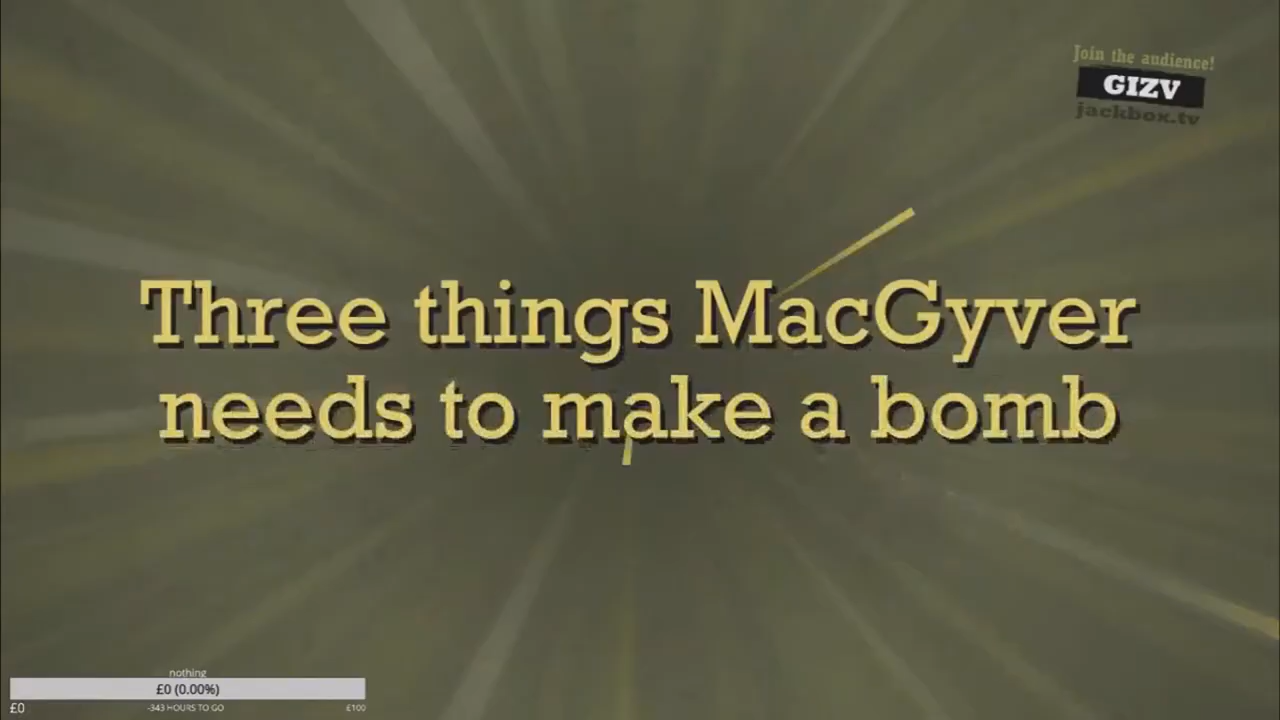 Join the audience!
GIZV
jackbox.tv
Three things MacGyver
needs to make a bomb
nothing
£0 (0.00%)
£0
-343 HOURS TO GO
£100